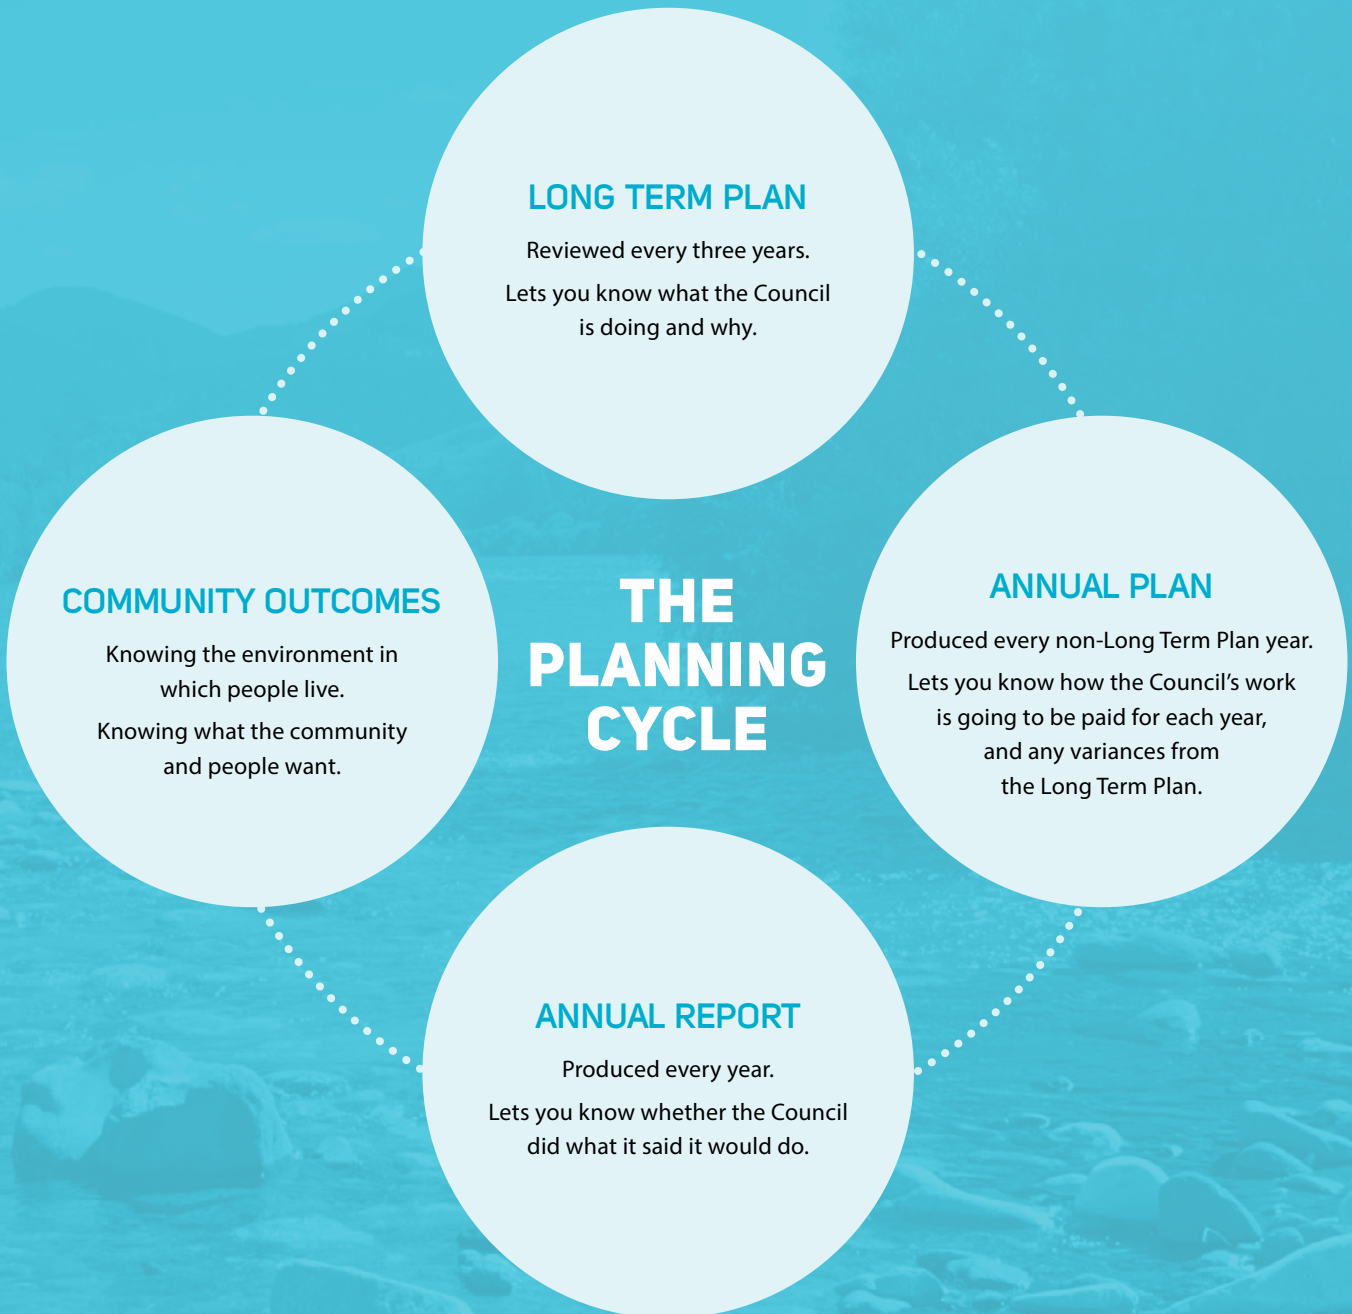 LONG TERM PLAN
Reviewed every three years.
Lets you know what the Council
is doing and why.
COMMUNITY OUTCOMES
Knowing the environment in
which people live.
Knowing what the community
and people want.
THE
PLANNING
CYCLE
ANNUAL PLAN
Produced every non-Long Term Plan year.
Lets you know how the Council’s work
is going to be paid for each year,
and any variances from
the Long Term Plan.
ANNUAL REPORT
Produced every year.
Lets you know whether the Council
did what it said it would do.